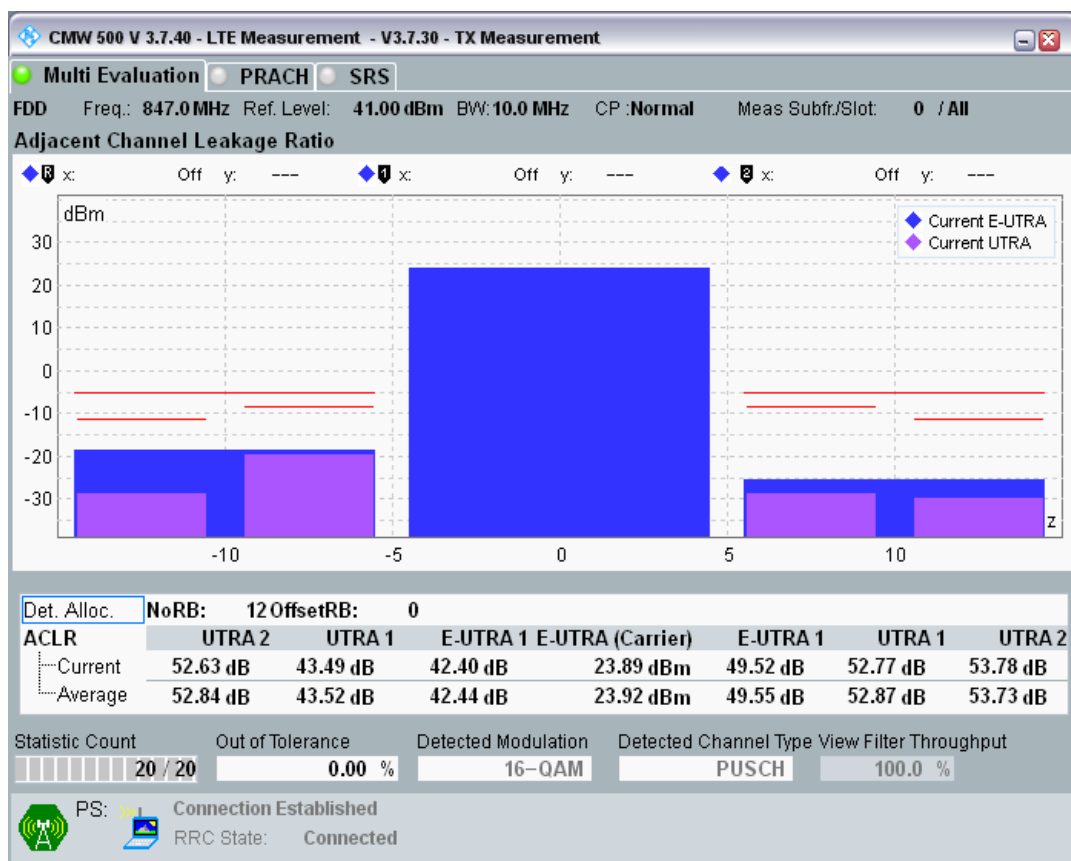 CMW 500 V 3.7.40 - LTE Measurement - V3.7.30 - TX Measurement
Multi Evaluation PRACH SRS
FDD Freq.: 847.0 MHz Ref. Level: 41.00 dBm BW: 10.0 MHz CP :Normal Meas Subfr./Slot: 0 / All
Adjacent Channel Leakage Ratio
R x: Off y: --- 1 x: Off y: --- 2 x: Off y: ---
dBm
Current E-UTRA
Current UTRA
30
20
10
0
-10
-20
-30
z
-10 -5 0 5 10
Det. Alloc. NoRB: 12 OffsetRB: 0
ACLR UTRA 2 UTRA 1 E-UTRA 1 E-UTRA (Carrier) E-UTRA 1 UTRA 1 UTRA 2
Current 52.63 dB 43.49 dB 42.40 dB 23.89 dBm 49.52 dB 52.77 dB 53.78 dB
Average 52.84 dB 43.52 dB 42.44 dB 23.92 dBm 49.55 dB 52.87 dB 53.73 dB
Statistic Count Out of Tolerance Detected Modulation Detected Channel Type View Filter Throughput
20 / 20 0.00 % 16-QAM PUSCH 100.0 %
PS: Connection Established
RRC State: Connected